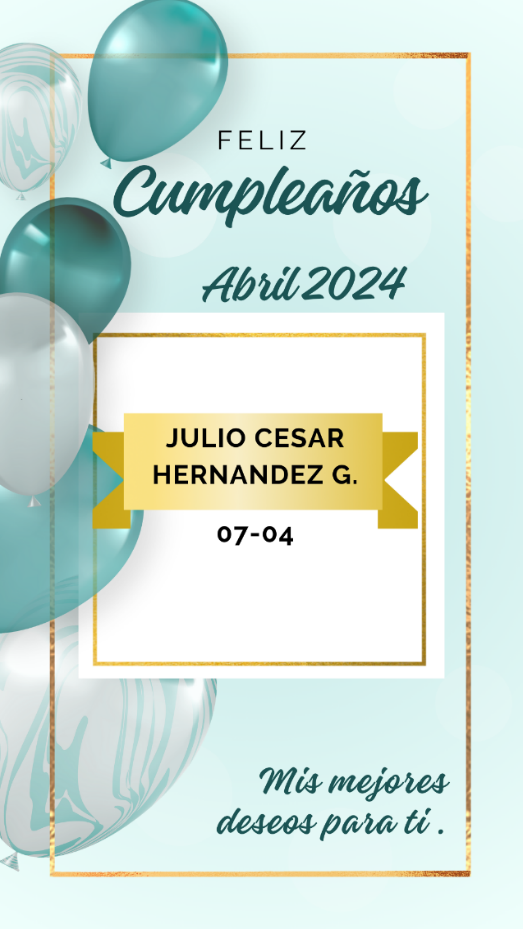 FELIZ
Cumpleaños
Abril 2024
JULIO CESAR
HERNANDEZ G.
07-04
Mis mejores
deseos para ti .